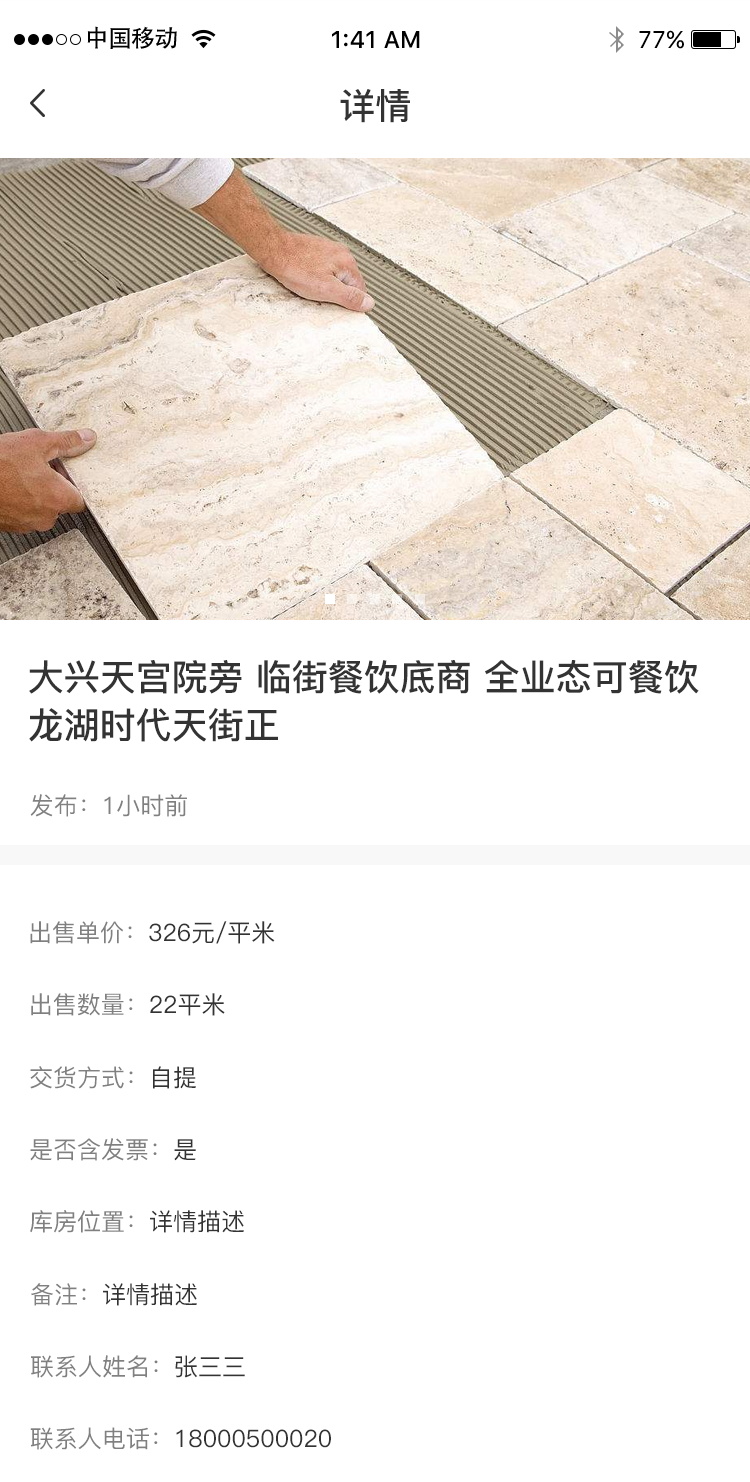 中国移动 1:41 AM 77%
详情
大兴天宫院旁 临街餐饮底商 全业态可餐饮
龙湖时代天街正
发布：1小时前
出售单价：326元/平米
出售数量：22平米
交货方式：自提
是否含发票：是
库房位置：详情描述
备注：详情描述
联系人姓名：张三三
联系人电话：18000500020